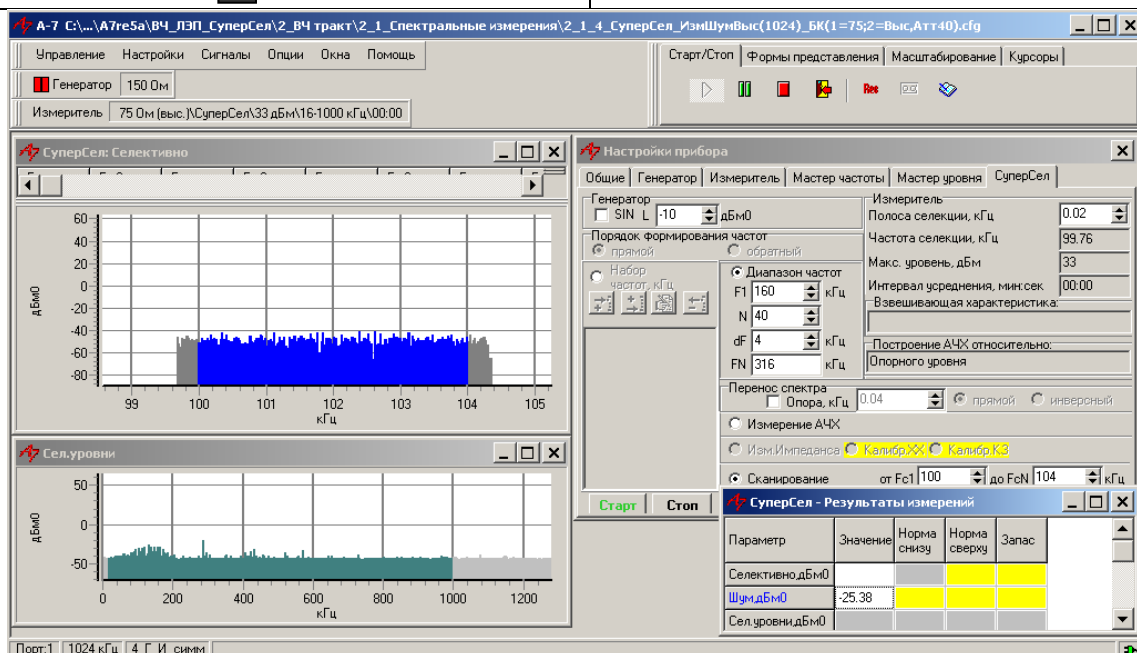 A-7 C:\...\A7re5a\ВЧ_ЛЭП_СуперСел\2_ВЧ тракт\2_1_Спектральные измерения\2_1_4_СуперСел_ИзмШумВыс(1024)_БК(1=75;2=Выс,Атт40).cfg
Управление Настройки Сигналы Опции Окна Помощь
Генератор 150 Ом
Измеритель 75 Ом (выс.)\СуперСел\33 дБм\16-1000 кГц\00:00
Старт/Стоп Формы представления Масштабирование Курсоры
Res
СуперСел: Селективно
60
40
20
0
-20
-40
-60
-80
дБм0
99 100 101 102 103 104 105
кГц
Сел.уровни
50
0
-50
дБм0
0 200 400 600 800 1000 1200
кГц
Настройки прибора
Общие Генератор Измеритель Мастер частоты Мастер уровня СуперСел
Генератор
SIN L -10 дБм0
Порядок формирования частот
прямой обратный
Набор частот, кГц
Диапазон частот
F1 160 кГц
N 40
dF 4 кГц
FN 316 кГц
Измеритель
Полоса селекции, кГц 0.02
Частота селекции, кГц 99.76
Макс. уровень, дБм 33
Интервал усреднения, мин:сек 00:00
Взвешивающая характеристика:
Построение АЧХ относительно:
Опорного уровня
Перенос спектра
Опора, кГц 0.04 прямой инверсный
Измерение АЧХ
Изм.Импеданса Калибр.ХХ Калибр.КЗ
Сканирование от Fc1 100 до FcN 104 кГц
Старт Стоп
СуперСел - Результаты измерений
Параметр Значение Норма снизу Норма сверху Запас
Селективно,дБм0
Шум,дБм0 -25.38
Сел.уровни,дБм0
Порт:1 1024 кГц 4 Г И симм